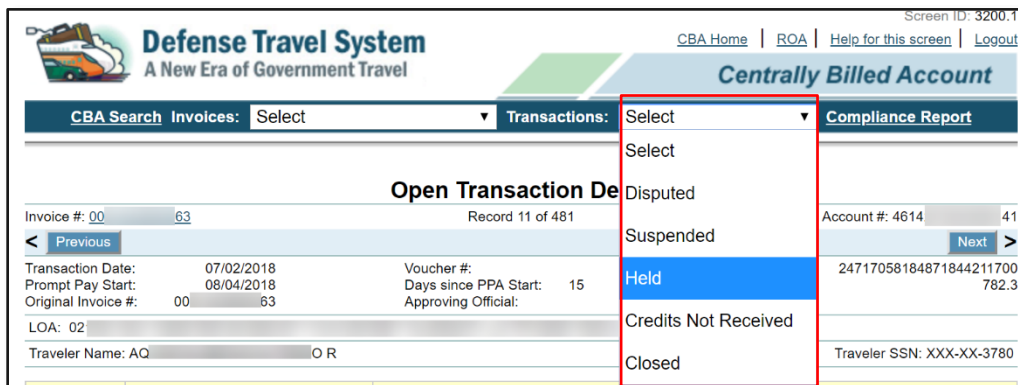 Screen ID: 3200.1
Defense Travel System
A New Era of Government Travel
CBA Home | ROA | Help for this screen | Logout
Centrally Billed Account
CBA Search Invoices: Select ▼ Transactions: Select ▼ Compliance Report
Select
Disputed
Suspended
Held
Credits Not Received
Closed
Open Transaction De
Invoice #: 00 63 Record 11 of 481 Account #: 4614 41
< Previous Next >
Transaction Date: 07/02/2018 Voucher #: 24717058184871844211700
Prompt Pay Start: 08/04/2018 Days since PPA Start: 15 782.3
Original Invoice #: 00 63 Approving Official:
LOA: 02
Traveler Name: AQ O R Traveler SSN: XXX-XX-3780